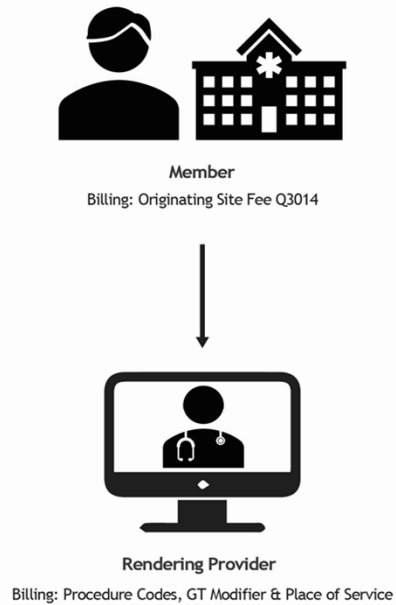 Member
Billing: Originating Site Fee Q3014
Rendering Provider
Billing: Procedure Codes, GT Modifier & Place of Service